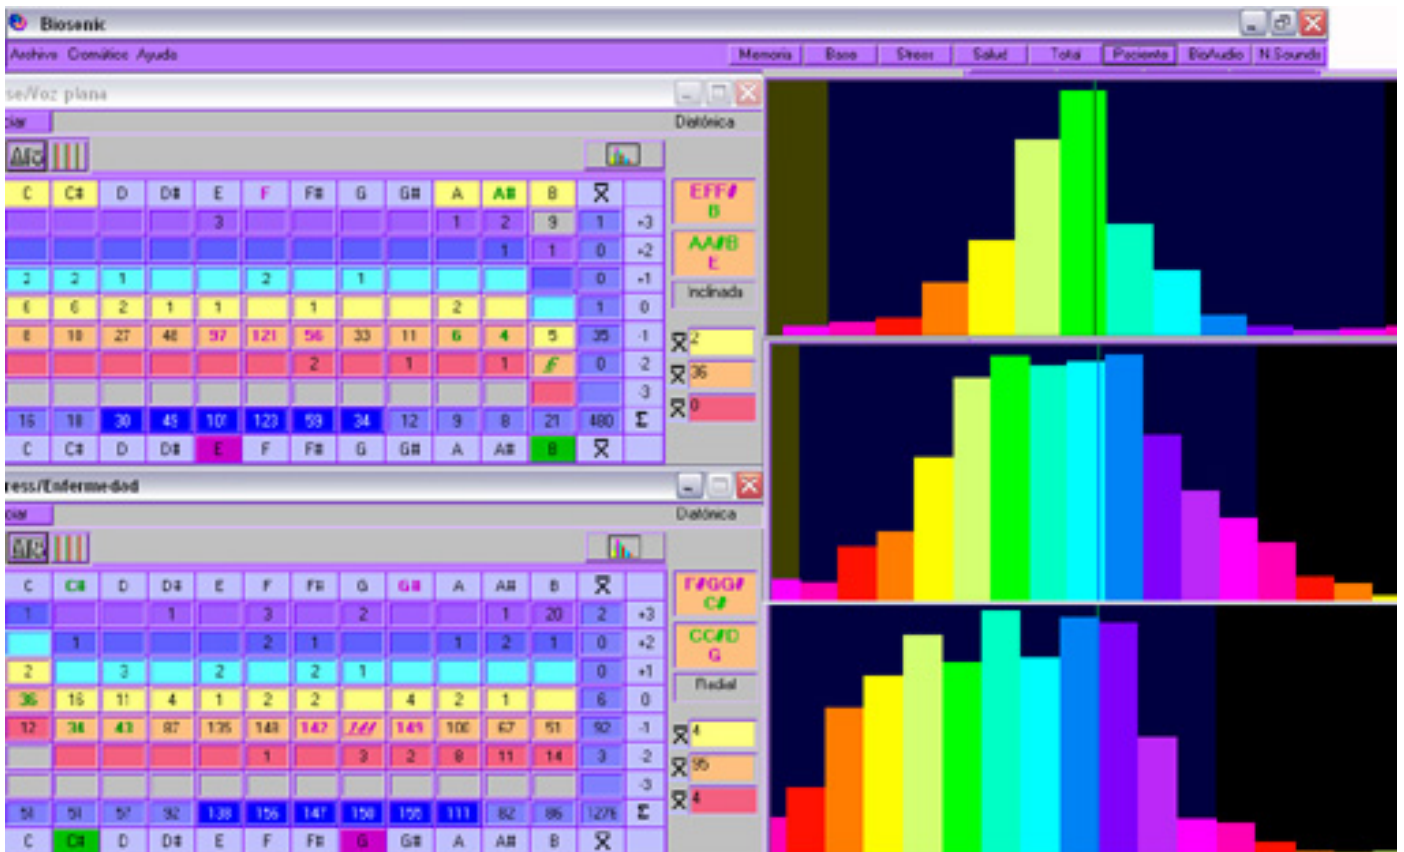 Biosonic
Archivo Cromático Ayuda
Memoria Base Stress Salud Total Paciente BioAudio N.Sounds
se/Voz plana
ciar Diatónica
C C# D D# E F F# G G# A A# B X
3 1 2 9 1 +3
1 1 0 +2
2 2 1 2 1 0 +1
6 6 2 1 1 1 2 1 0
8 10 27 48 97 121 56 33 11 6 4 5 35 -1
2 1 1 0 -2
-3
16 18 30 49 101 123 59 34 12 9 8 21 480 Σ
C C# D D# E F F# G G# A A# B X
EFF#
B
AA#B
E
Inclinada
2
36
0
ress/Enfermedad
ciar Diatónica
C C# D D# E F F# G G# A A# B X
1 1 3 2 1 20 2 +3
1 2 1 1 2 1 0 +2
2 3 2 2 1 0 +1
36 16 11 4 1 2 2 4 2 1 6 0
12 34 43 87 135 148 142 149 100 67 51 92 -1
1 3 2 8 11 14 3 -2
-3
51 51 57 92 138 156 147 150 155 111 82 86 1276 Σ
C C# D D# E F F# G G# A A# B X
F#GG#
C#
CC#D
G
Radial
4
95
4